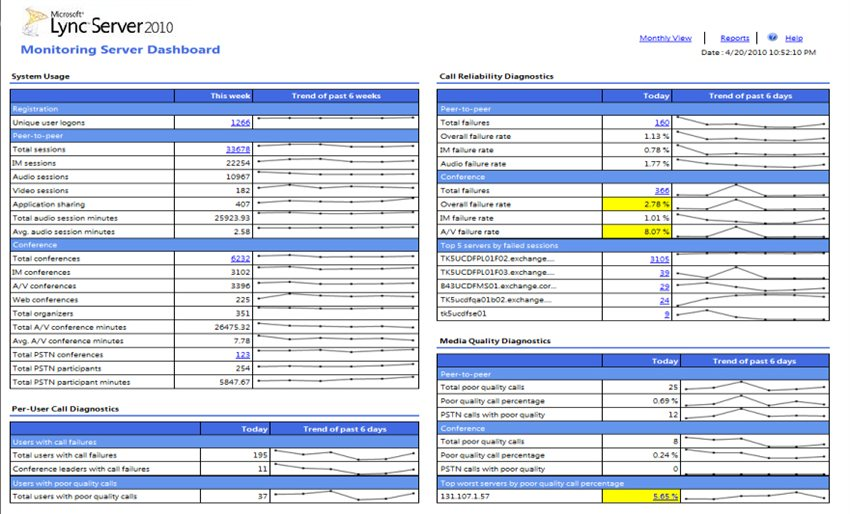 Microsoft®
Lync Server 2010
Monitoring Server Dashboard
Monthly View | Reports | Help
Date : 4/20/2010 10:52:10 PM
System Usage
This week Trend of past 6 weeks
Registration
Unique user logons 1266
Peer-to-peer
Total sessions 33678
IM sessions 22254
Audio sessions 10967
Video sessions 182
Application sharing 407
Total audio session minutes 25923.93
Avg. audio session minutes 2.58
Conference
Total conferences 6232
IM conferences 3102
A/V conferences 3396
Web conferences 225
Total organizers 351
Total A/V conference minutes 26475.32
Avg. A/V conference minutes 7.78
Total PSTN conferences 123
Total PSTN participants 254
Total PSTN participant minutes 5847.67
Per-User Call Diagnostics
Today Trend of past 6 days
Users with call failures
Total users with call failures 195
Conference leaders with call failures 11
Users with poor quality calls
Total users with poor quality calls 37
Call Reliability Diagnostics
Today Trend of past 6 days
Peer-to-peer
Total failures 160
Overall failure rate 1.13 %
IM failure rate 0.78 %
Audio failure rate 1.77 %
Conference
Total failures 366
Overall failure rate 2.78 %
IM failure rate 1.01 %
A/V failure rate 8.07 %
Top 5 servers by failed sessions
TK5UCDFPL01F02.exchange.... 3105
TK5UCDFPL01F03.exchange.... 39
B43UCDFMS01.exchange.cor... 29
TK5ucdfqa01b02.exchange.... 24
tk5ucdfse01 9
Media Quality Diagnostics
Today Trend of past 6 days
Peer-to-peer
Total poor quality calls 25
Poor quality call percentage 0.69 %
PSTN calls with poor quality 12
Conference
Total poor quality calls 8
Poor quality call percentage 0.24 %
PSTN calls with poor quality 0
Top worst servers by poor quality call percentage
131.107.1.57 5.65 %